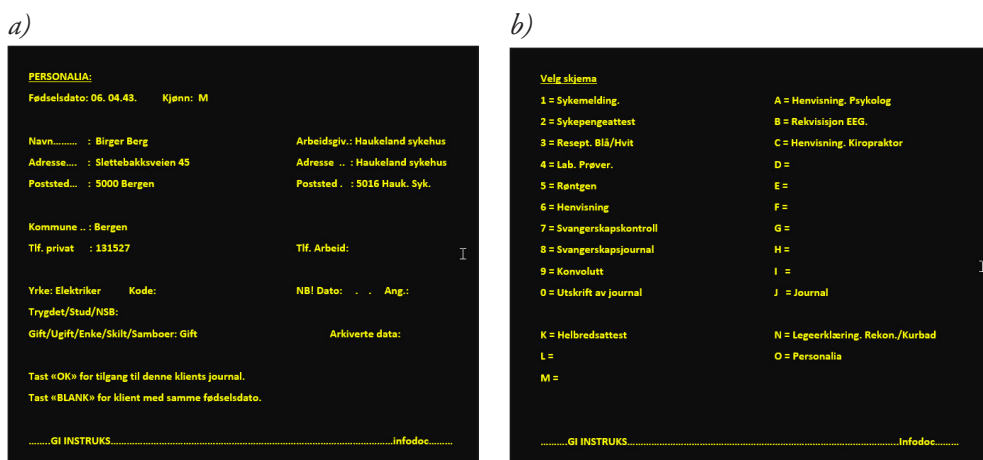 a)
PERSONALIA:
Fødselsdato: 06. 04.43. Kjønn: M
Navn......... : Birger Berg Arbeidsgiv.: Haukeland sykehus
Adresse.... : Slettebakksveien 45 Adresse .. : Haukeland sykehus
Poststed... : 5000 Bergen Poststed . : 5016 Hauk. Syk.
Kommune .. : Bergen
Tlf. privat : 131527 Tlf. Arbeid:
Yrke: Elektriker Kode: NB! Dato: . . Ang.:
Trygdet/Stud/NSB:
Gift/Ugift/Enke/Skilt/Samboer: Gift Arkiverte data:
Tast «OK» for tilgang til denne klients journal.
Tast «BLANK» for klient med samme fødselsdato.
........GI INSTRUKS....................................................................................................infodoc.........
b)
Velg skjema
1 = Sykemelding. A = Henvisning. Psykolog
2 = Sykepengeattest B = Rekvisisjon EEG.
3 = Resept. Blå/Hvit C = Henvisning. Kiropraktor
4 = Lab. Prøver. D =
5 = Røntgen E =
6 = Henvisning F =
7 = Svangerskapskontroll G =
8 = Svangerskapsjournal H =
9 = Konvolutt I =
0 = Utskrift av journal J = Journal
K = Helbredsattest N = Legeerklæring. Rekon./Kurbad
L = O = Personalia
M =
..........GI INSTRUKS.................................................................................................Infodoc.........